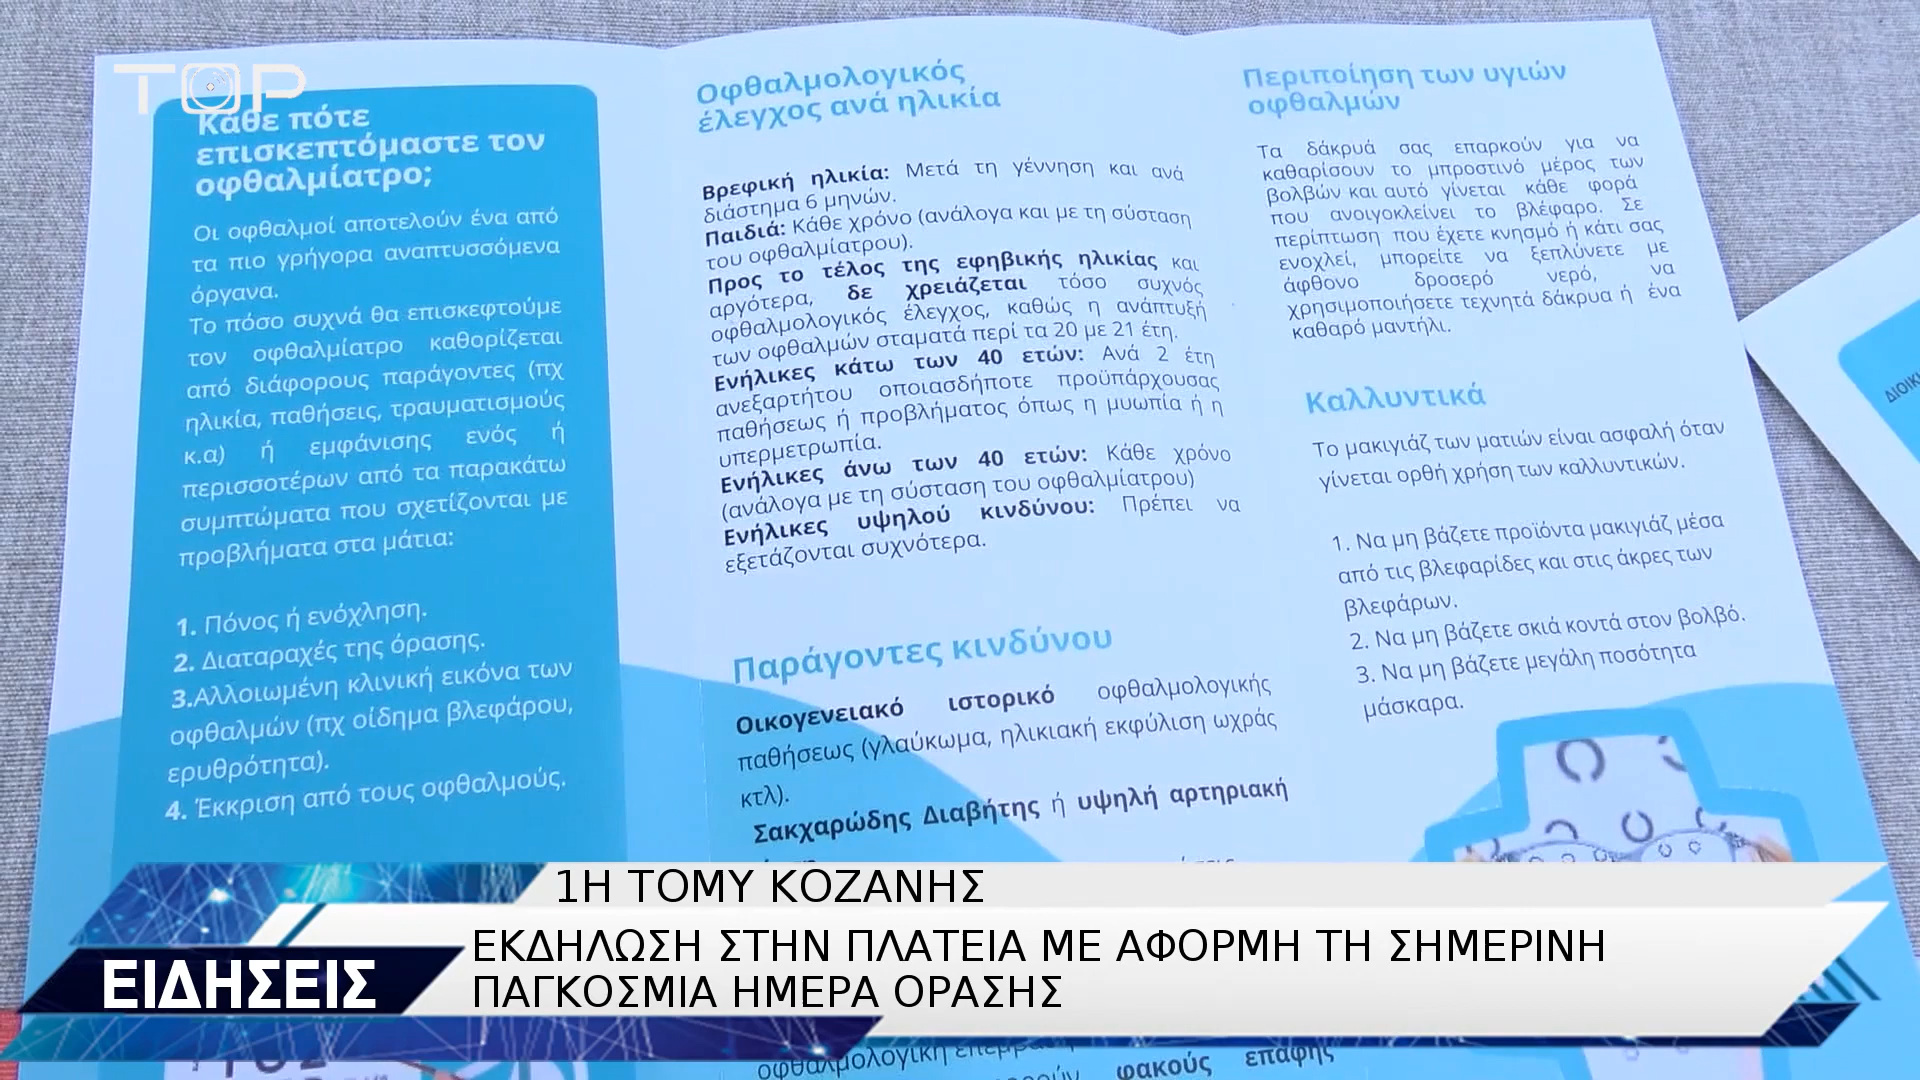 TOP
Κάθε πότε
επισκεπτόμαστε τον
οφθαλμίατρο;
Οι οφθαλμοί αποτελούν ένα από
τα πιο γρήγορα αναπτυσσόμενα
όργανα.
Το πόσο συχνά θα επισκεφτούμε
τον οφθαλμίατρο καθορίζεται
από διάφορους παράγοντες (πχ
ηλικία, παθήσεις, τραυματισμούς
κ.α) ή εμφάνισης ενός ή
περισσοτέρων από τα παρακάτω
συμπτώματα που σχετίζονται με
προβλήματα στα μάτια:
1. Πόνος ή ενόχληση.
2. Διαταραχές της όρασης.
3.Αλλοιωμένη κλινική εικόνα των
οφθαλμών (πχ οίδημα βλεφάρου,
ερυθρότητα).
4. Έκκριση από τους οφθαλμούς.
Οφθαλμολογικός
έλεγχος ανά ηλικία
Βρεφική ηλικία: Μετά τη γέννηση και ανά
διάστημα 6 μηνών.
Παιδιά: Κάθε χρόνο (ανάλογα και με τη σύσταση
του οφθαλμίατρου).
Προς το τέλος της εφηβικής ηλικίας και
αργότερα, δε χρειάζεται τόσο συχνός
οφθαλμολογικός έλεγχος, καθώς η ανάπτυξή
των οφθαλμών σταματά περί τα 20 με 21 έτη.
Ενήλικες κάτω των 40 ετών: Ανά 2 έτη
ανεξαρτήτου οποιασδήποτε προϋπάρχουσας
παθήσεως ή προβλήματος όπως η μυωπία ή η
υπερμετρωπία.
Ενήλικες άνω των 40 ετών: Κάθε χρόνο
(ανάλογα με τη σύσταση του οφθαλμίατρου)
Ενήλικες υψηλού κινδύνου: Πρέπει να
εξετάζονται συχνότερα.
Παράγοντες κινδύνου
Οικογενειακό ιστορικό οφθαλμολογικής
παθήσεως (γλαύκωμα, ηλικιακή εκφύλιση ωχράς
κτλ).
Σακχαρώδης Διαβήτης ή υψηλή αρτηριακή
οφθαλμολογική
φακούς επαφής
Περιποίηση των υγιών
οφθαλμών
Τα δάκρυά σας επαρκούν για να
καθαρίσουν το μπροστινό μέρος των
βολβών και αυτό γίνεται κάθε φορά
που ανοιγοκλείνει το βλέφαρο. Σε
περίπτωση που έχετε κνησμό ή κάτι σας
ενοχλεί, μπορείτε να ξεπλύνετε με
άφθονο δροσερό νερό, να
χρησιμοποιήσετε τεχνητά δάκρυα ή ένα
καθαρό μαντήλι.
Καλλυντικά
Το μακιγιάζ των ματιών είναι ασφαλή όταν
γίνεται ορθή χρήση των καλλυντικών.
1. Να μη βάζετε προϊόντα μακιγιάζ μέσα
από τις βλεφαρίδες και στις άκρες των
βλεφάρων.
2. Να μη βάζετε σκιά κοντά στον βολβό.
3. Να μη βάζετε μεγάλη ποσότητα
μάσκαρα.
1Η ΤΟΜΥ ΚΟΖΑΝΗΣ
ΕΙΔΗΣΕΙΣ
ΕΚΔΗΛΩΣΗ ΣΤΗΝ ΠΛΑΤΕΙΑ ΜΕ ΑΦΟΡΜΗ ΤΗ ΣΗΜΕΡΙΝΗ
ΠΑΓΚΟΣΜΙΑ ΗΜΕΡΑ ΟΡΑΣΗΣ